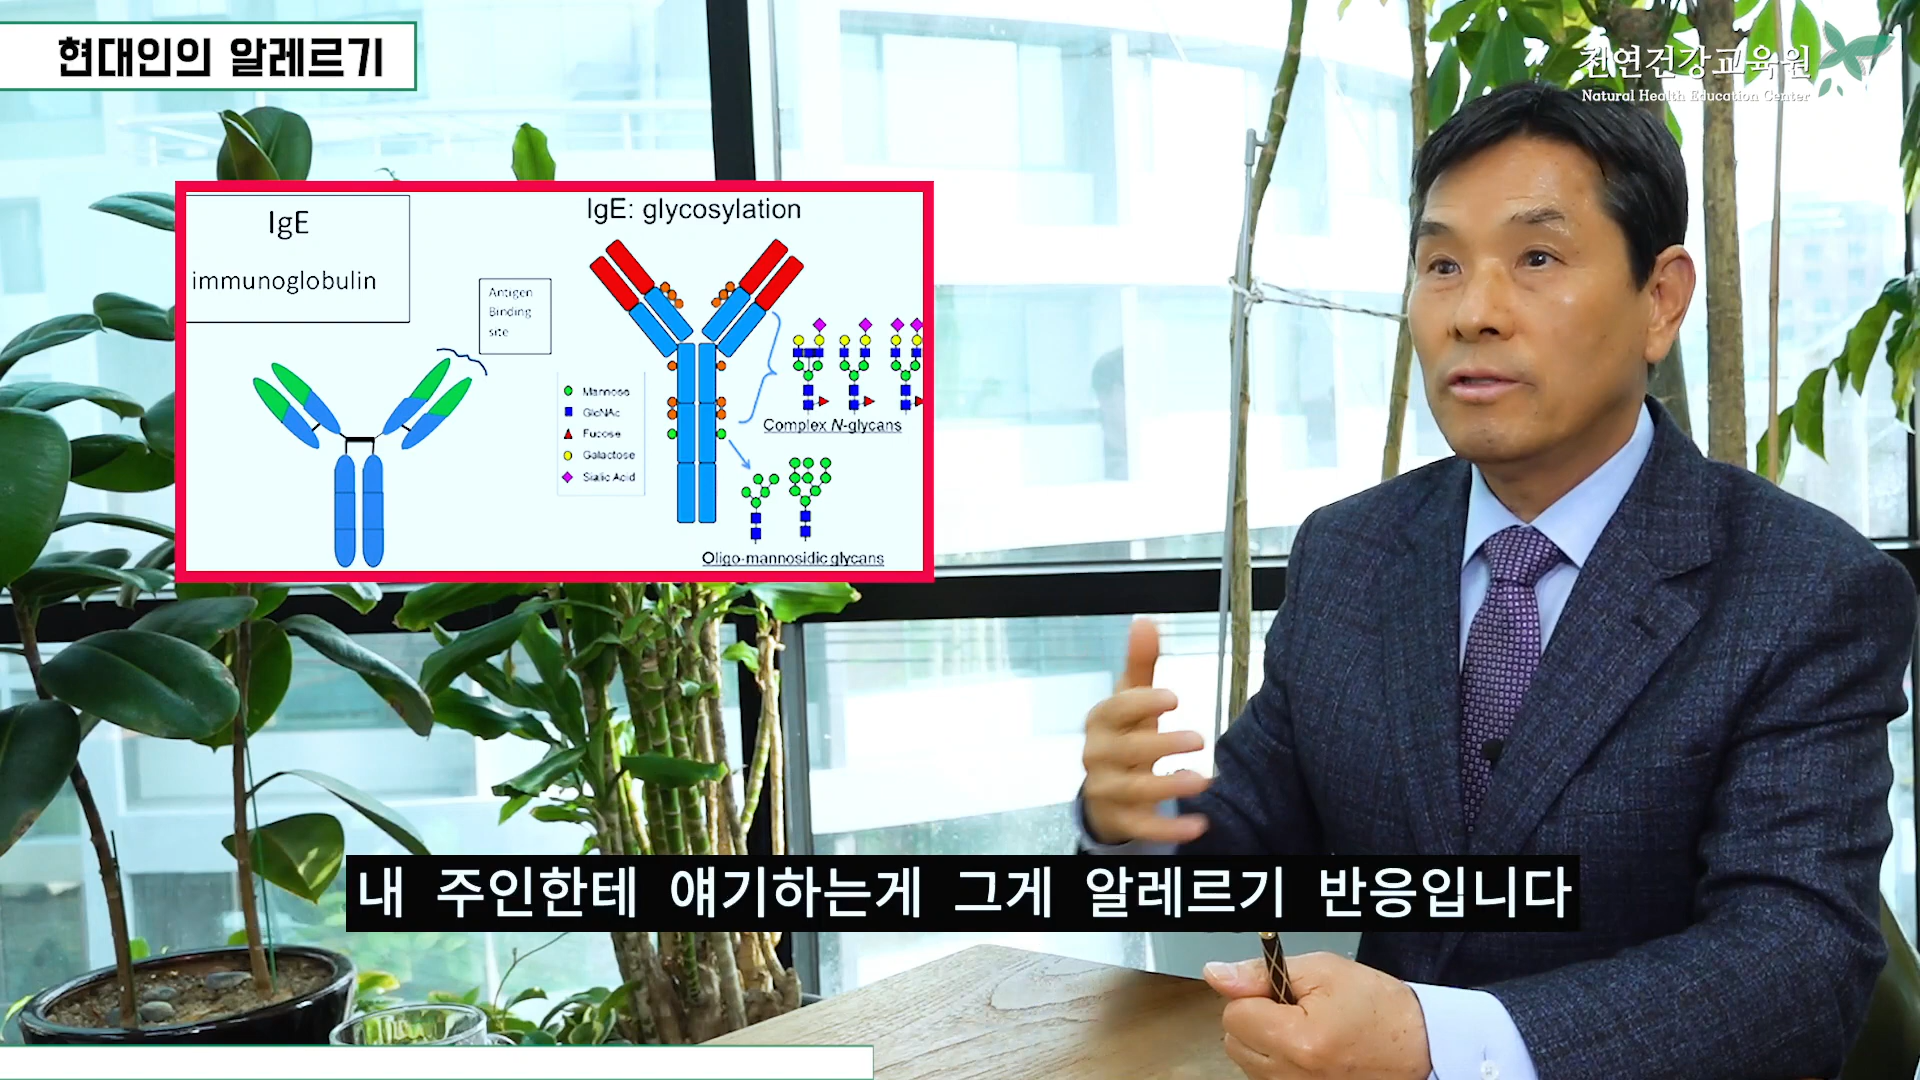 현대인의 알레르기
천연건강교육원
Natural Health Education Center
IgE
immunoglobulin
Antigen
Binding
site
IgE: glycosylation
Mannose
GlcNAc
Fucose
Galactose
Sialic Acid
Complex N-glycans
Oligo-mannosidic glycans
내 주인한테 얘기하는게 그게 알레르기 반응입니다